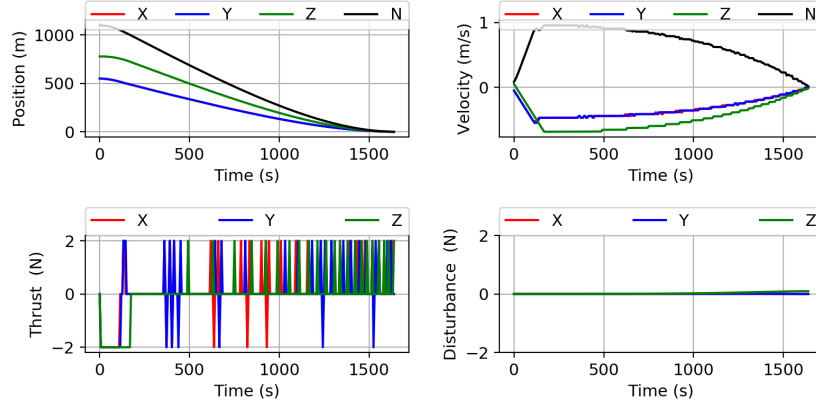 X Y Z N
Position (m)
1000
500
0
0 500 1000 1500
Time (s)
X Y Z N
Velocity (m/s)
1
0
0 500 1000 1500
Time (s)
X Y Z
Thrust (N)
2
0
−2
0 500 1000 1500
Time (s)
X Y Z
Disturbance (N)
2
0
−2
0 500 1000 1500
Time (s)